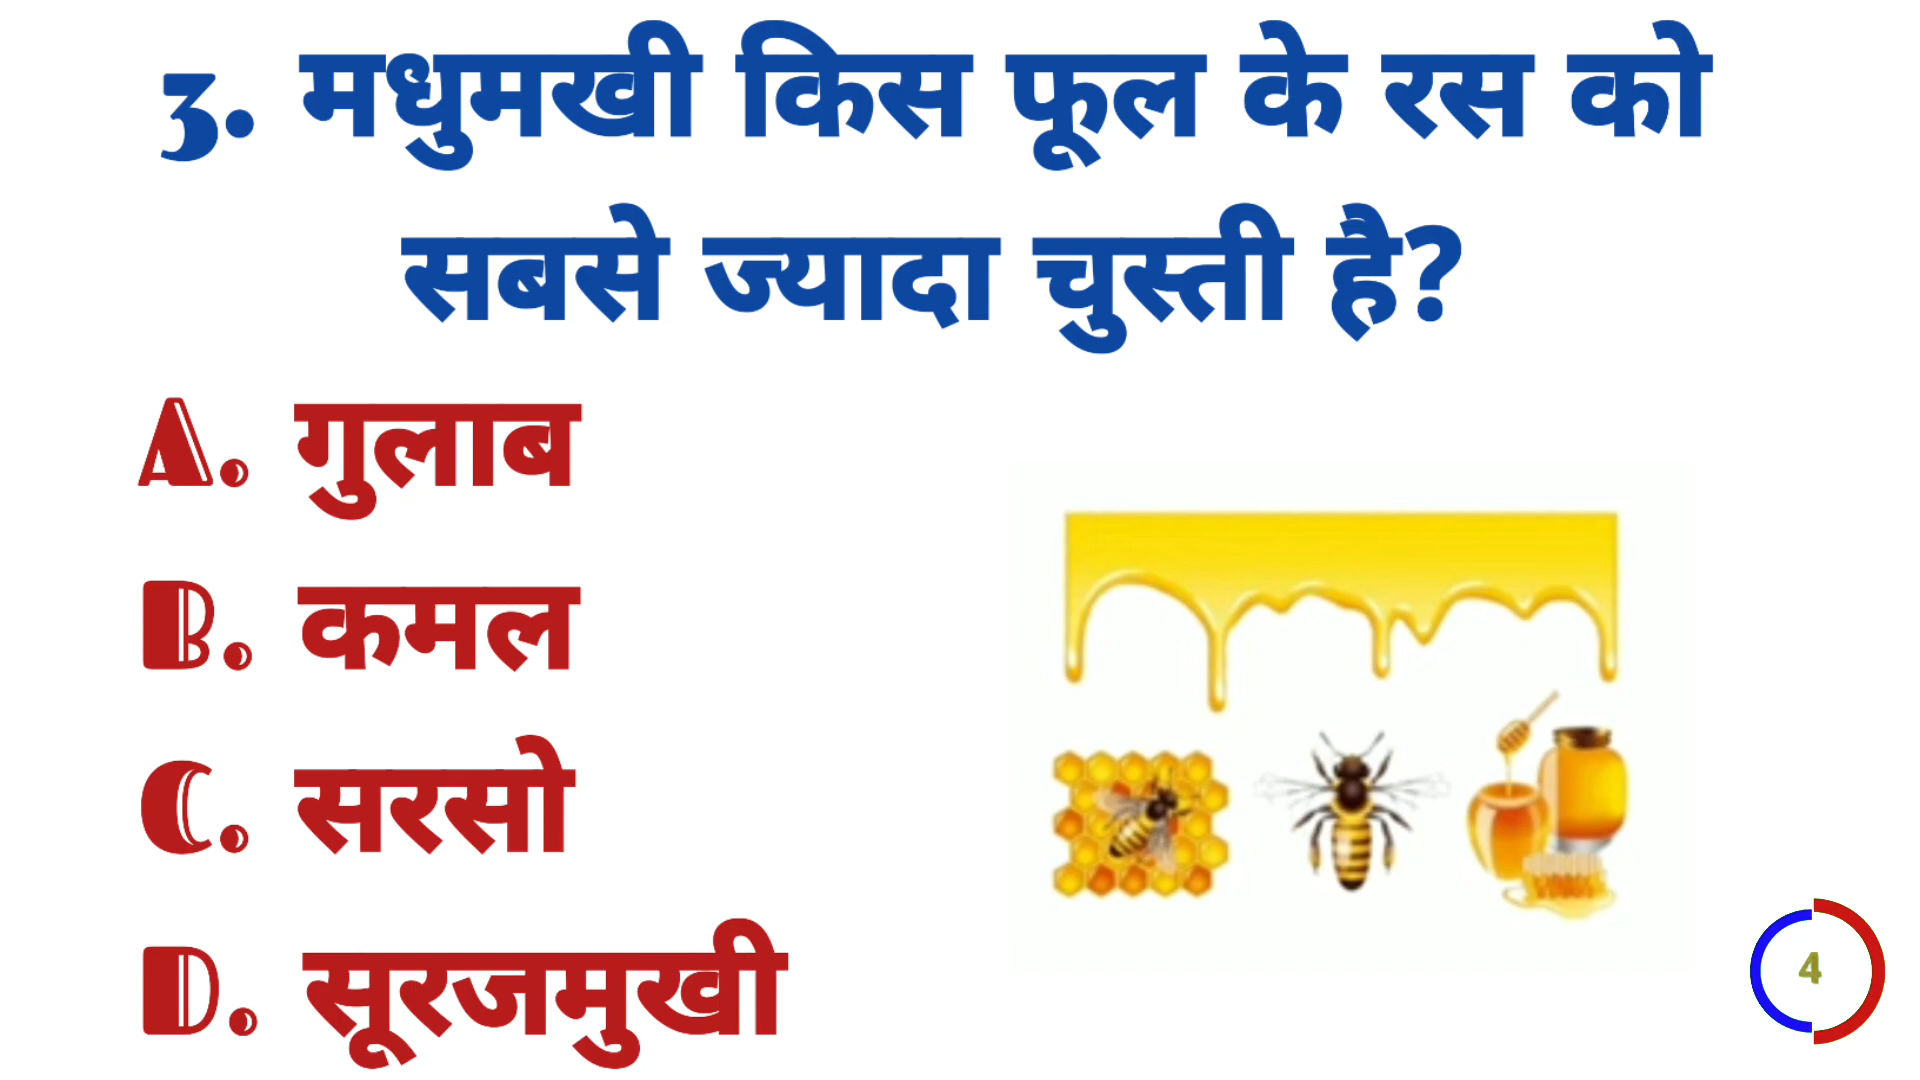 3. मधुमखी किस फूल के रस को
सबसे ज्यादा चुस्ती है?
A. गुलाब
B. कमल
C. सरसो
D. सूरजमुखी
4